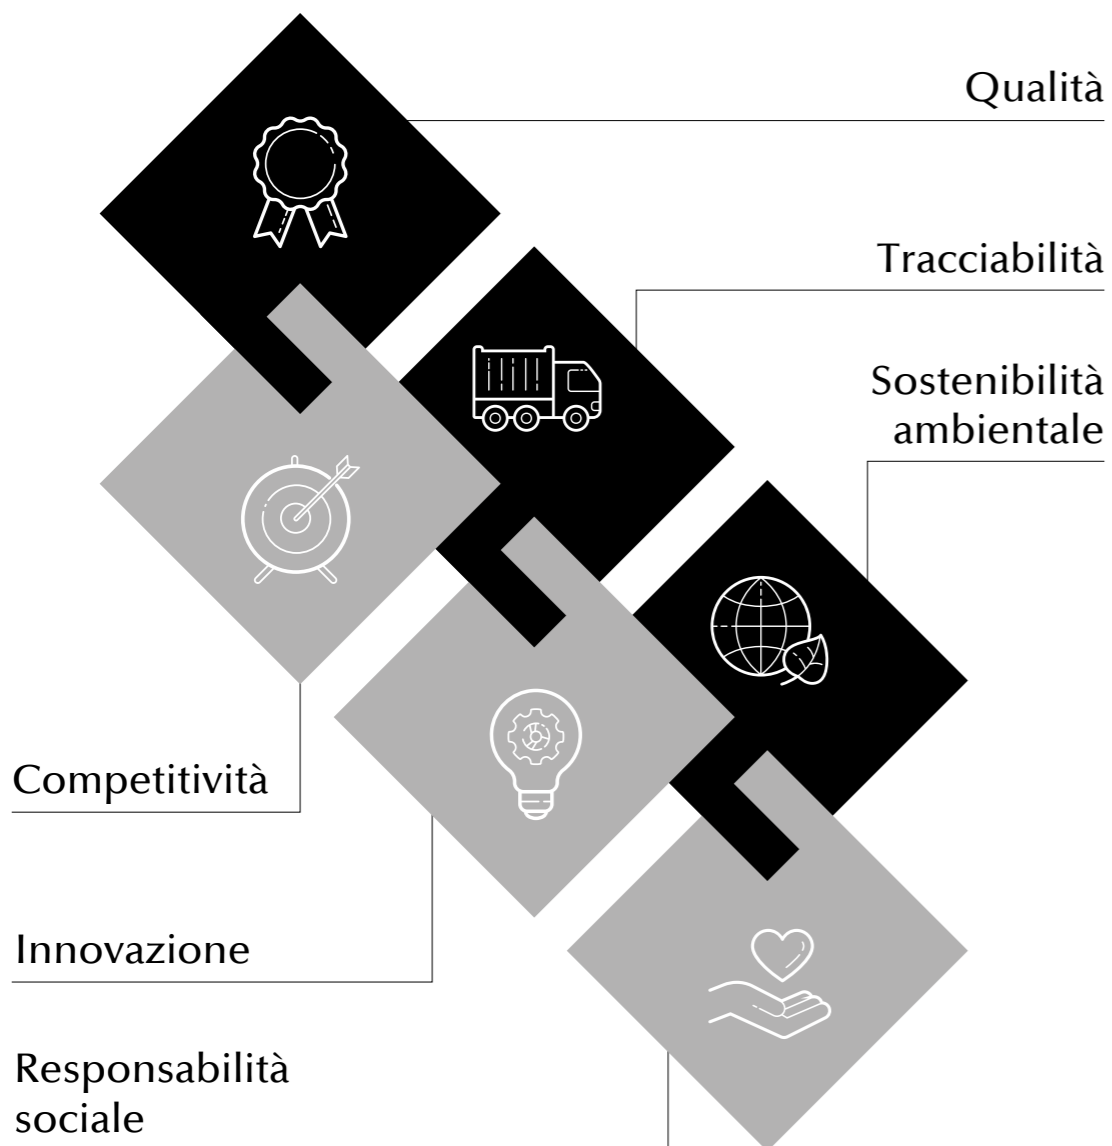 Qualità
Tracciabilità
Sostenibilità
ambientale
Competitività
Innovazione
Responsabilità
sociale